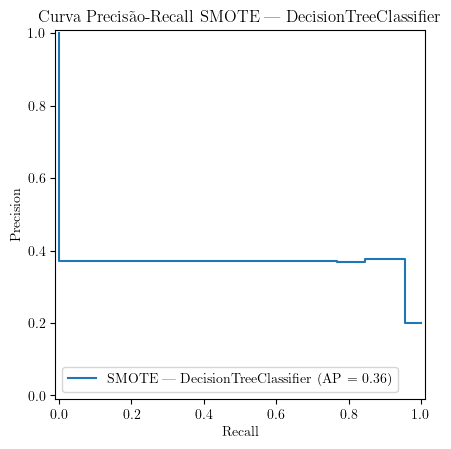 Curva Precisão-Recall SMOTE — DecisionTreeClassifier
1.0
0.8
0.6
0.4
0.2
0.0
Precision
SMOTE — DecisionTreeClassifier (AP = 0.36)
0.0 0.2 0.4 0.6 0.8 1.0
Recall